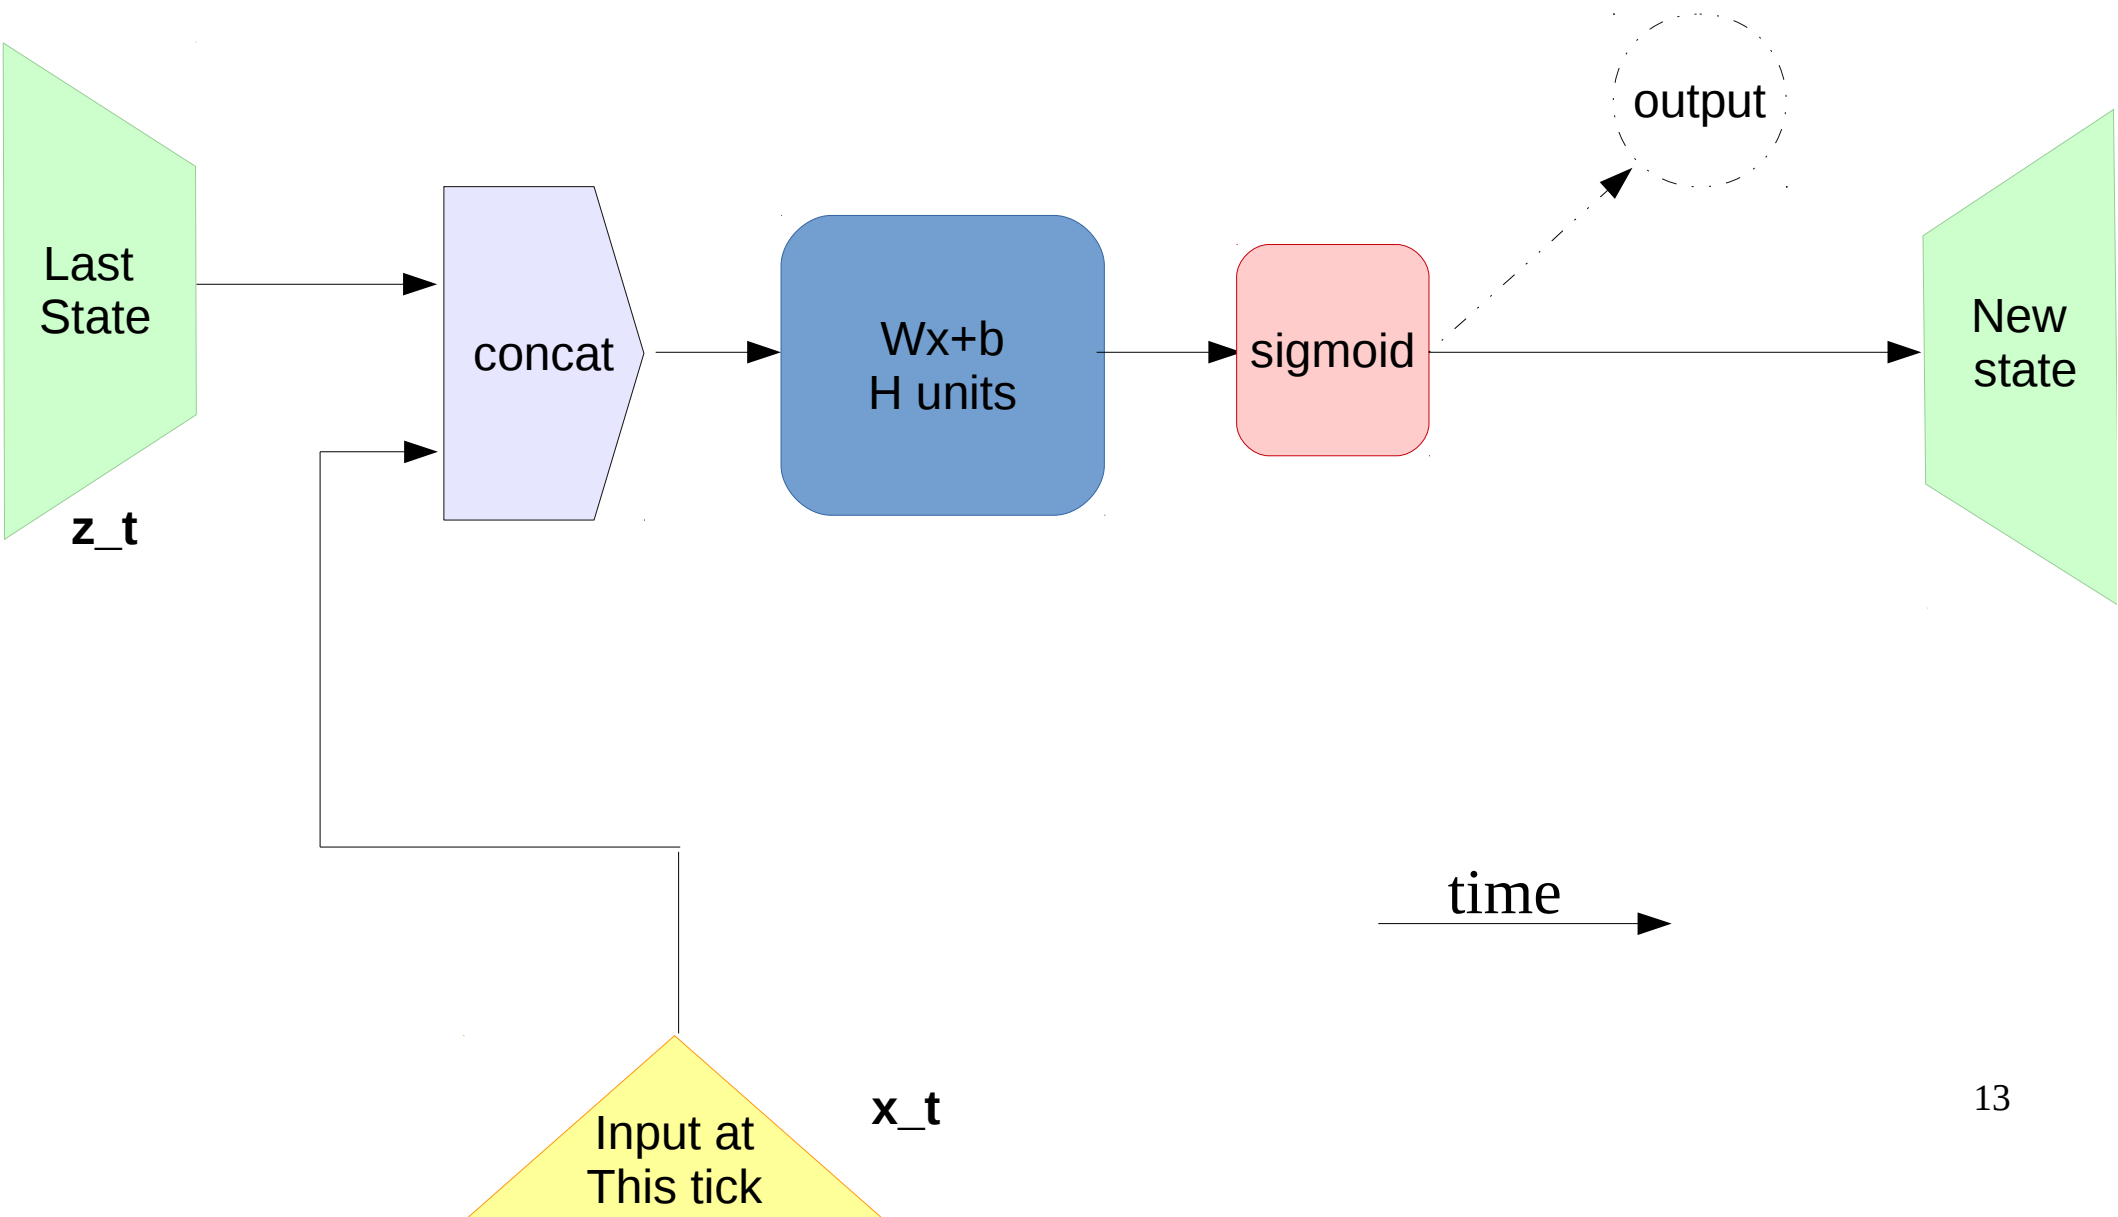 output
Last
State
concat
Wx+b
H units
sigmoid
New
state
z_t
time
x_t
Input at
This tick
13